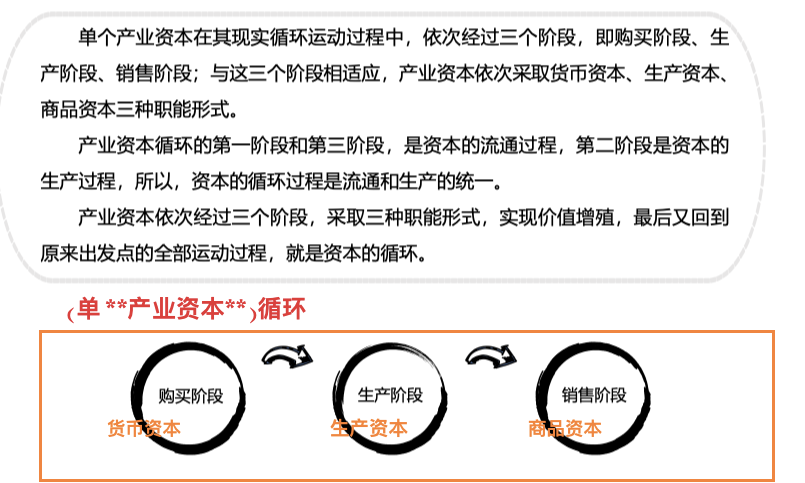 单个产业资本在其现实循环运动过程中，依次经过三个阶段，即购买阶段、生
产阶段、销售阶段；与这三个阶段相适应，产业资本依次采取货币资本、生产资本、
商品资本三种职能形式。
产业资本循环的第一阶段和第三阶段，是资本的流通过程，第二阶段是资本的
生产过程，所以，资本的循环过程是流通和生产的统一。
产业资本依次经过三个阶段，采取三种职能形式，实现价值增殖，最后又回到
原来出发点的全部运动过程，就是资本的循环。
(单 **产业资本**)循环
购买阶段 生产阶段 销售阶段
货币资本 生产资本 商品资本